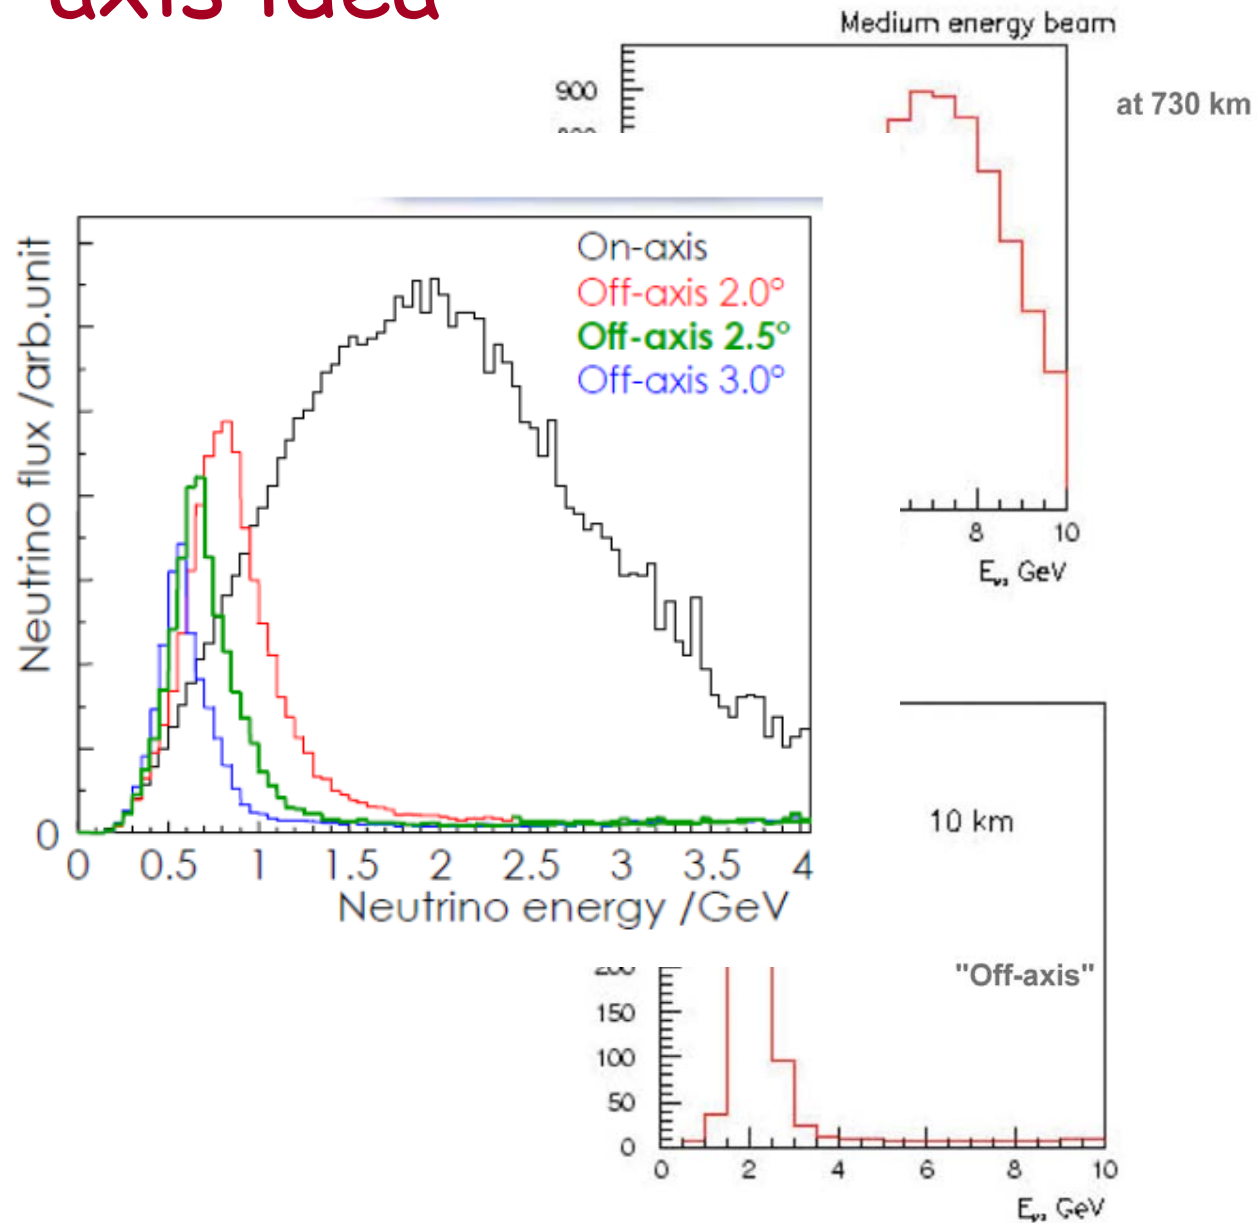 axis idea
Medium energy beam
900
at 730 km
8 10
Eν, GeV
Neutrino flux /arb.unit
On-axis
Off-axis 2.0°
Off-axis 2.5°
Off-axis 3.0°
0
0 0.5 1 1.5 2 2.5 3 3.5 4
Neutrino energy /GeV
10 km
"Off-axis"
200
150
100
50
0
0 2 4 6 8 10
Eν, GeV